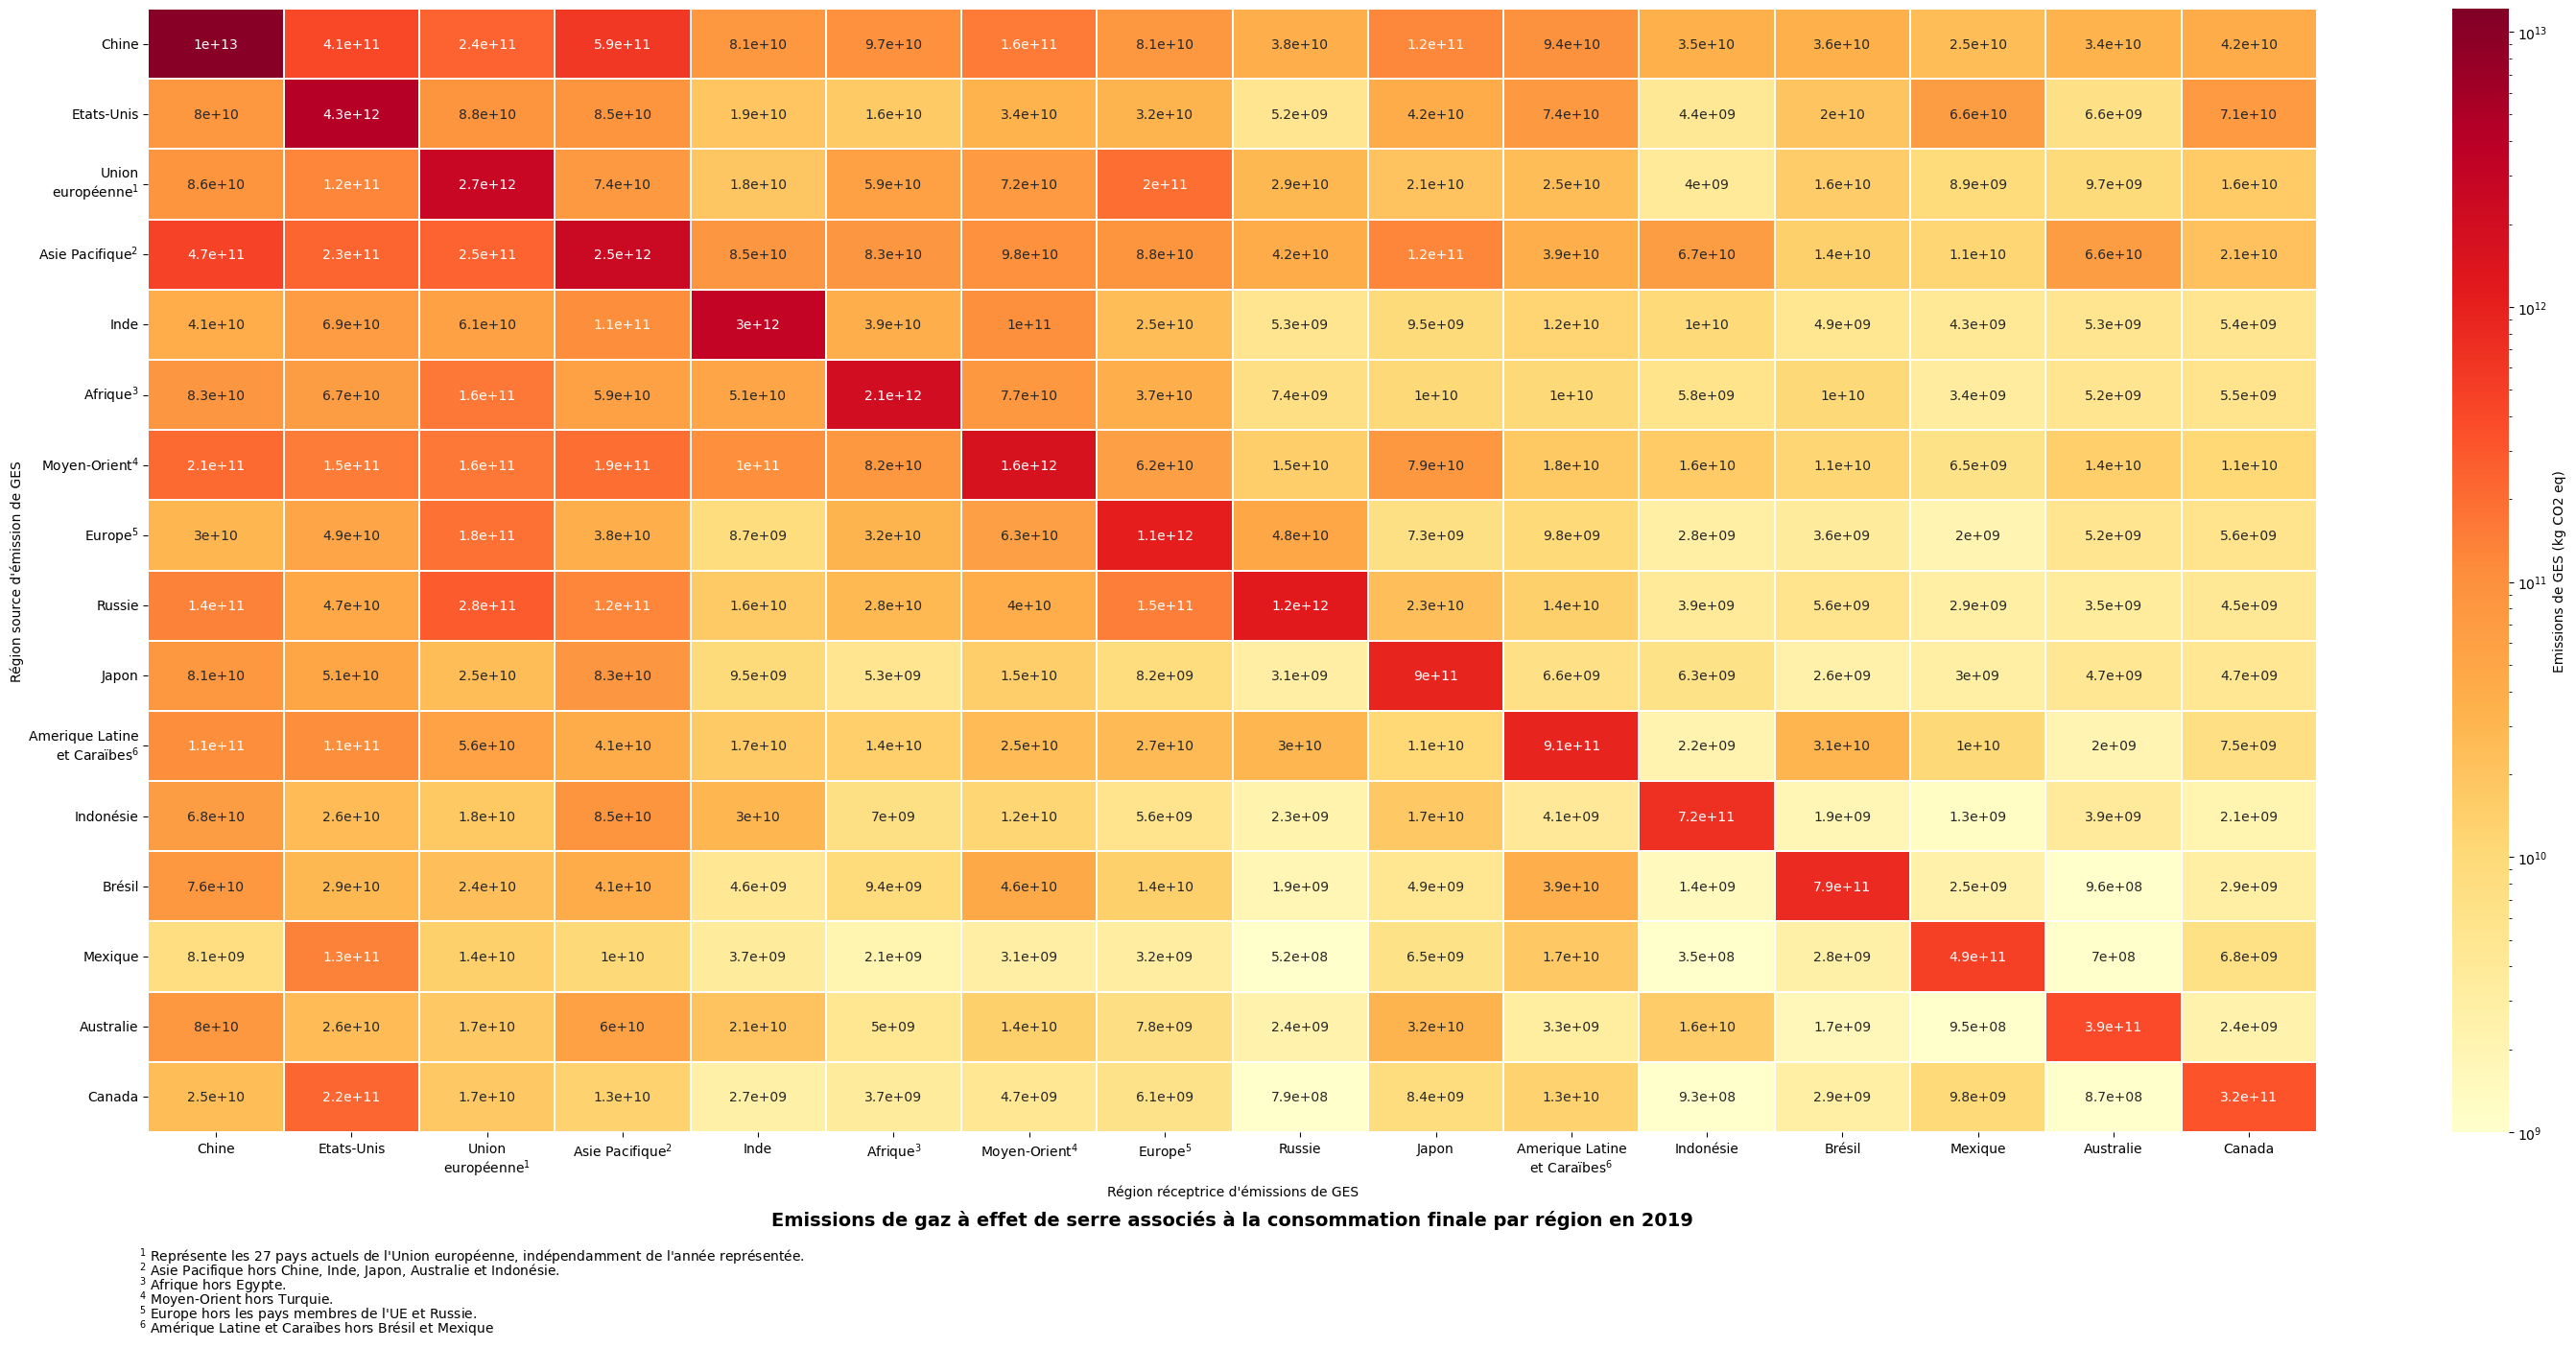 Chine 1e+13 4.1e+11 2.4e+11 5.9e+11 8.1e+10 9.7e+10 1.6e+11 8.1e+10 3.8e+10 1.2e+11 9.4e+10 3.5e+10 3.6e+10 2.5e+10 3.4e+10 4.2e+10
Etats-Unis 8e+10 4.3e+12 8.8e+10 8.5e+10 1.9e+10 1.6e+10 3.4e+10 3.2e+10 5.2e+09 4.2e+10 7.4e+10 4.4e+09 2e+10 6.6e+10 6.6e+09 7.1e+10
Union
européenne¹ 8.6e+10 1.2e+11 2.7e+12 7.4e+10 1.8e+10 5.9e+10 7.2e+10 2e+11 2.9e+10 2.1e+10 2.5e+10 4e+09 1.6e+10 8.9e+09 9.7e+09 1.6e+10
Asie Pacifique² 4.7e+11 2.3e+11 2.5e+11 2.5e+12 8.5e+10 8.3e+10 9.8e+10 8.8e+10 4.2e+10 1.2e+11 3.9e+10 6.7e+10 1.4e+10 1.1e+10 6.6e+10 2.1e+10
Inde 4.1e+10 6.9e+10 6.1e+10 1.1e+11 3e+12 3.9e+10 1e+11 2.5e+10 5.3e+09 9.5e+09 1.2e+10 1e+10 4.9e+09 4.3e+09 5.3e+09 5.4e+09
Afrique³ 8.3e+10 6.7e+10 1.6e+11 5.9e+10 5.1e+10 2.1e+12 7.7e+10 3.7e+10 7.4e+09 1e+10 1e+10 5.8e+09 1e+10 3.4e+09 5.2e+09 5.5e+09
Moyen-Orient⁴ 2.1e+11 1.5e+11 1.6e+11 1.9e+11 1e+11 8.2e+10 1.6e+12 6.2e+10 1.5e+10 7.9e+10 1.8e+10 1.6e+10 1.1e+10 6.5e+09 1.4e+10 1.1e+10
Europe⁵ 3e+10 4.9e+10 1.8e+11 3.8e+10 8.7e+09 3.2e+10 6.3e+10 1.1e+12 4.8e+10 7.3e+09 9.8e+09 2.8e+09 3.6e+09 2e+09 5.2e+09 5.6e+09
Russie 1.4e+11 4.7e+10 2.8e+11 1.2e+11 1.6e+10 2.8e+10 4e+10 1.5e+11 1.2e+12 2.3e+10 1.4e+10 3.9e+09 5.6e+09 2.9e+09 3.5e+09 4.5e+09
Japon 8.1e+10 5.1e+10 2.5e+10 8.3e+10 9.5e+09 5.3e+09 1.5e+10 8.2e+09 3.1e+09 9e+11 6.6e+09 6.3e+09 2.6e+09 3e+09 4.7e+09 4.7e+09
Amerique Latine
et Caraïbes⁶ 1.1e+11 1.1e+11 5.6e+10 4.1e+10 1.7e+10 1.4e+10 2.5e+10 2.7e+10 3e+10 1.1e+10 9.1e+11 2.2e+09 3.1e+10 1e+10 2e+09 7.5e+09
Indonésie 6.8e+10 2.6e+10 1.8e+10 8.5e+10 3e+10 7e+09 1.2e+10 5.6e+09 2.3e+09 1.7e+10 4.1e+09 7.2e+11 1.9e+09 1.3e+09 3.9e+09 2.1e+09
Brésil 7.6e+10 2.9e+10 2.4e+10 4.1e+10 4.6e+09 9.4e+09 4.6e+10 1.4e+10 1.9e+09 4.9e+09 3.9e+10 1.4e+09 7.9e+11 2.5e+09 9.6e+08 2.9e+09
Mexique 8.1e+09 1.3e+11 1.4e+10 1e+10 3.7e+09 2.1e+09 3.1e+09 3.2e+09 5.2e+08 6.5e+09 1.7e+10 3.5e+08 2.8e+09 4.9e+11 7e+08 6.8e+09
Australie 8e+10 2.6e+10 1.7e+10 6e+10 2.1e+10 5e+09 1.4e+10 7.8e+09 2.4e+09 3.2e+10 3.3e+09 1.6e+10 1.7e+09 9.5e+08 3.9e+11 2.4e+09
Canada 2.5e+10 2.2e+11 1.7e+10 1.3e+10 2.7e+09 3.7e+09 4.7e+09 6.1e+09 7.9e+08 8.4e+09 1.3e+10 9.3e+08 2.9e+09 9.8e+09 8.7e+08 3.2e+11
Chine Etats-Unis Union Asie Pacifique² Inde Afrique³ Moyen-Orient⁴ Europe⁵ Russie Japon Amerique Latine Indonésie Brésil Mexique Australie Canada
européenne¹ et Caraïbes⁶
Région source d'émission de GES
Région réceptrice d'émissions de GES
10¹³
10¹²
10¹¹
10¹⁰
10⁹
Emissions de GES (kg CO2 eq)
Emissions de gaz à effet de serre associés à la consommation finale par région en 2019
¹ Représente les 27 pays actuels de l'Union européenne, indépendamment de l'année représentée.
² Asie Pacifique hors Chine, Inde, Japon, Australie et Indonésie.
³ Afrique hors Egypte.
⁴ Moyen-Orient hors Turquie.
⁵ Europe hors les pays membres de l'UE et Russie.
⁶ Amérique Latine et Caraïbes hors Brésil et Mexique